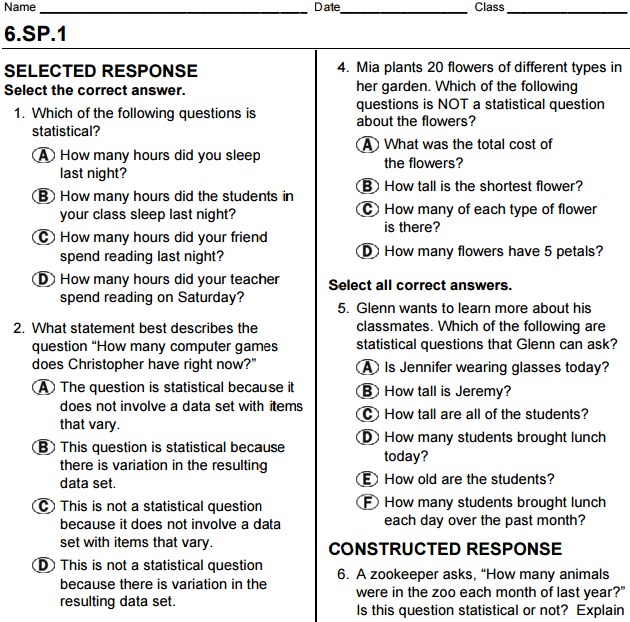 Name Date Class
6.SP.1
SELECTED RESPONSE
Select the correct answer.
1. Which of the following questions is
statistical?
A How many hours did you sleep
last night?
B How many hours did the students in
your class sleep last night?
C How many hours did your friend
spend reading last night?
D How many hours did your teacher
spend reading on Saturday?
2. What statement best describes the
question “How many computer games
does Christopher have right now?”
A The question is statistical because it
does not involve a data set with items
that vary.
B This question is statistical because
there is variation in the resulting
data set.
C This is not a statistical question
because it does not involve a data
set with items that vary.
D This is not a statistical question
because there is variation in the
resulting data set.
4. Mia plants 20 flowers of different types in
her garden. Which of the following
questions is NOT a statistical question
about the flowers?
A What was the total cost of
the flowers?
B How tall is the shortest flower?
C How many of each type of flower
is there?
D How many flowers have 5 petals?
Select all correct answers.
5. Glenn wants to learn more about his
classmates. Which of the following are
statistical questions that Glenn can ask?
A Is Jennifer wearing glasses today?
B How tall is Jeremy?
C How tall are all of the students?
D How many students brought lunch
today?
E How old are the students?
F How many students brought lunch
each day over the past month?
CONSTRUCTED RESPONSE
6. A zookeeper asks, “How many animals
were in the zoo each month of last year?”
Is this question statistical or not? Explain